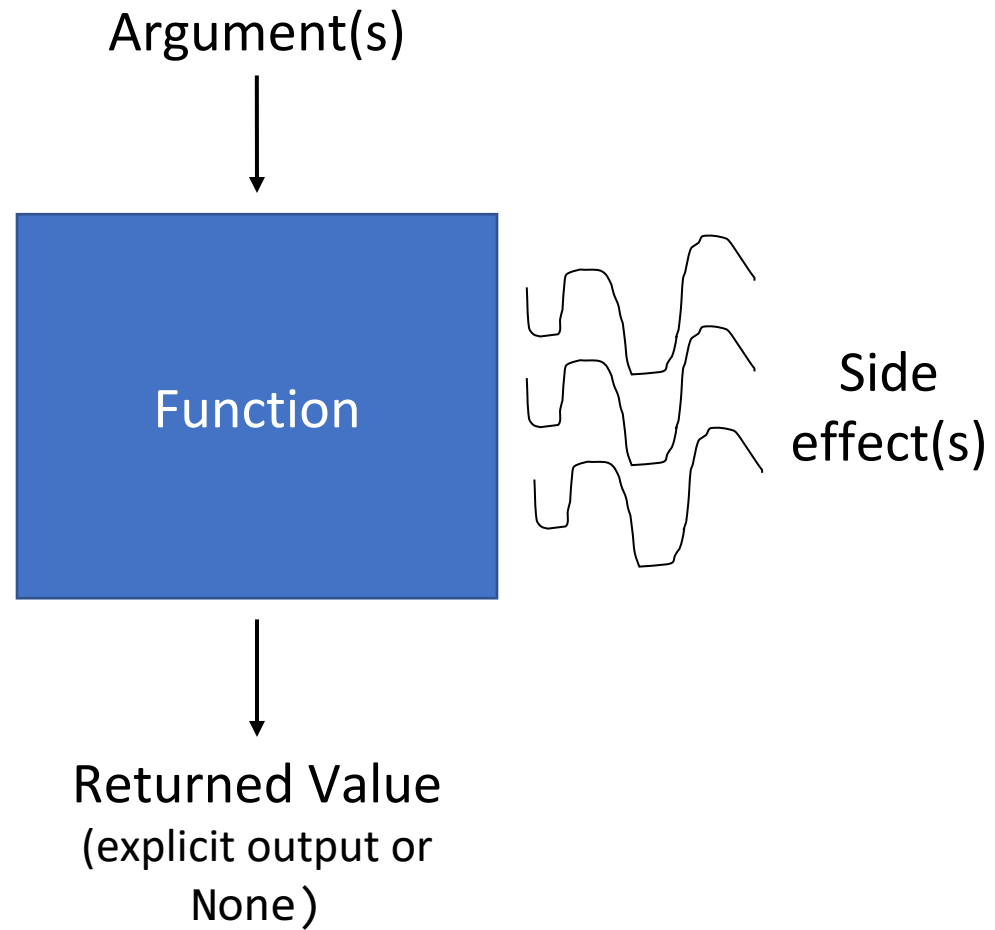 Argument(s)
Function
Side
effect(s)
Returned Value
(explicit output or
None)